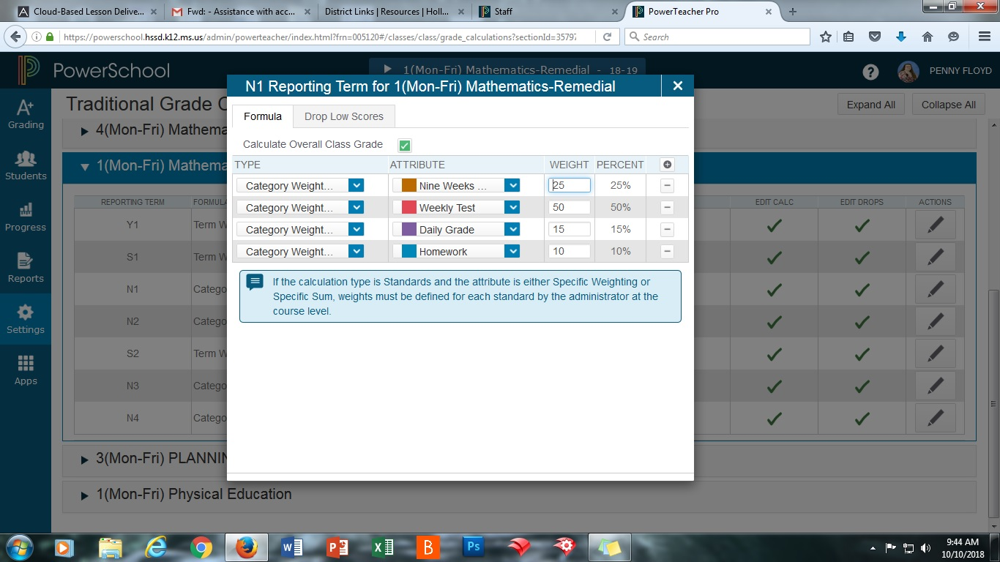 Cloud-Based Lesson Delive...
Fwd: - Assistance with acc...
District Links | Resources | Holl...
Staff
PowerTeacher Pro
https://powerschool.hssd.k12.ms.us/admin/powerteacher/index.html?frn=005120#/classes/class/grade_calculations?sectionId=35797
Search
PowerSchool
1(Mon-Fri) Mathematics-Remedial - 18-19
PENNY FLOYD
N1 Reporting Term for 1(Mon-Fri) Mathematics-Remedial
Grading
Students
Progress
Reports
Settings
Apps
Traditional Grade C
Expand All
Collapse All
4(Mon-Fri) Mathema
1(Mon-Fri) Mathema
REPORTING TERM FORMULA EDIT CALC EDIT DROPS ACTIONS
Y1 Term W
S1 Term W
N1 Catego
N2 Catego
S2 Term W
N3 Catego
N4 Catego
3(Mon-Fri) PLANNIN
1(Mon-Fri) Physical Education
Formula
Drop Low Scores
Calculate Overall Class Grade
TYPE ATTRIBUTE WEIGHT PERCENT
Category Weight... Nine Weeks ... 25 25%
Category Weight... Weekly Test 50 50%
Category Weight... Daily Grade 15 15%
Category Weight... Homework 10 10%
If the calculation type is Standards and the attribute is either Specific Weighting or
Specific Sum, weights must be defined for each standard by the administrator at the
course level.
9:44 AM
10/10/2018